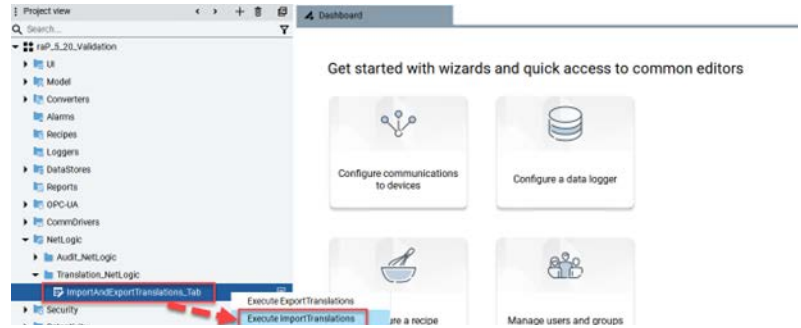 Project view
Dashboard
Search...
raP_5_20_Validation
UI
Model
Converters
Alarms
Recipes
Loggers
DataStores
Reports
OPC-UA
CommDrivers
NetLogic
Audit_NetLogic
Translation_NetLogic
ImportAndExportTranslations_Tab
Security
Get started with wizards and quick access to common editors
Configure communications
to devices
Configure a data logger
Execute ExportTranslations
Execute ImportTranslations
re a recipe
Manage users and groups